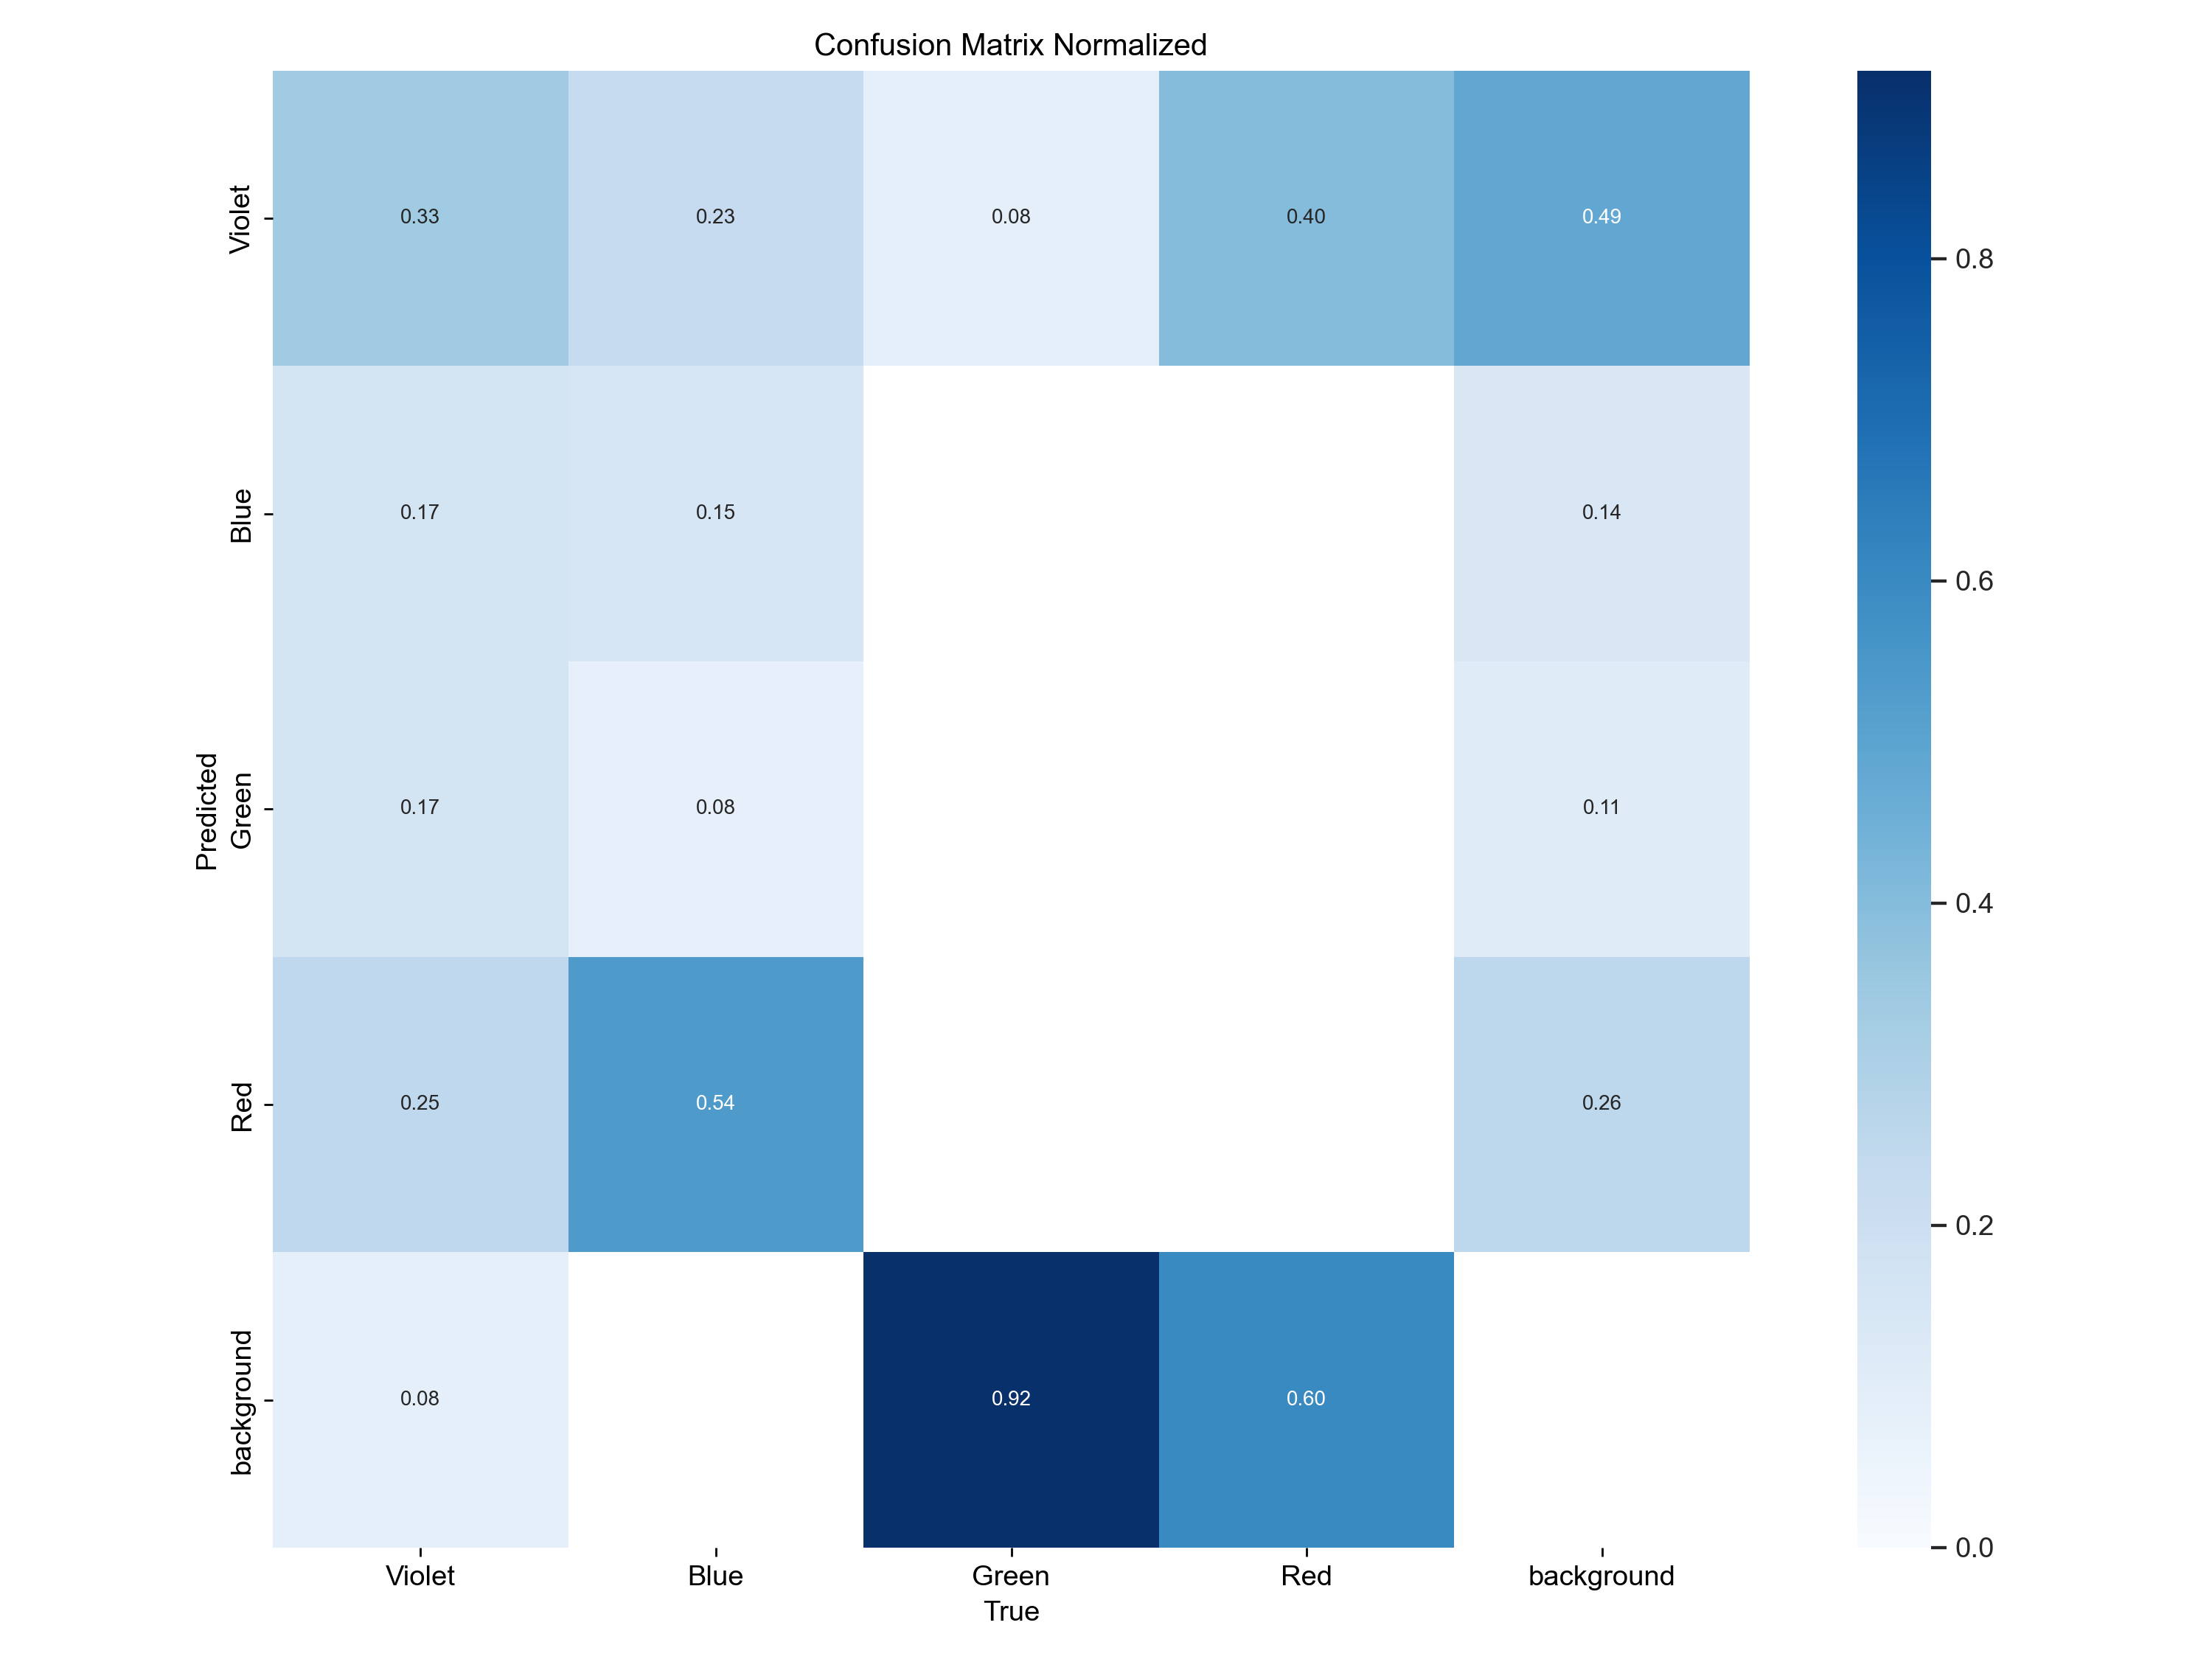 Confusion Matrix Normalized
Violet
0.33
0.23
0.08
0.40
0.49
Blue
0.17
0.15
0.14
Predicted
Green
0.17
0.08
0.11
Red
0.25
0.54
0.26
background
0.08
0.92
0.60
Violet
Blue
Green
Red
background
True
0.8
0.6
0.4
0.2
0.0